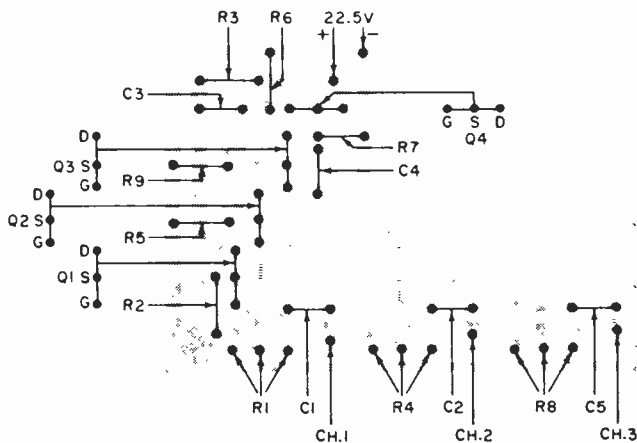 R3 R6 22.5V
+ −
C3
G S D
Q4
D
Q3 S
G
R9
R7
C4
D
Q2 S
G
R5
D
Q1 S
G
R2
R1 C1 R4 C2 R8 C5
CH.1 CH.2 CH.3